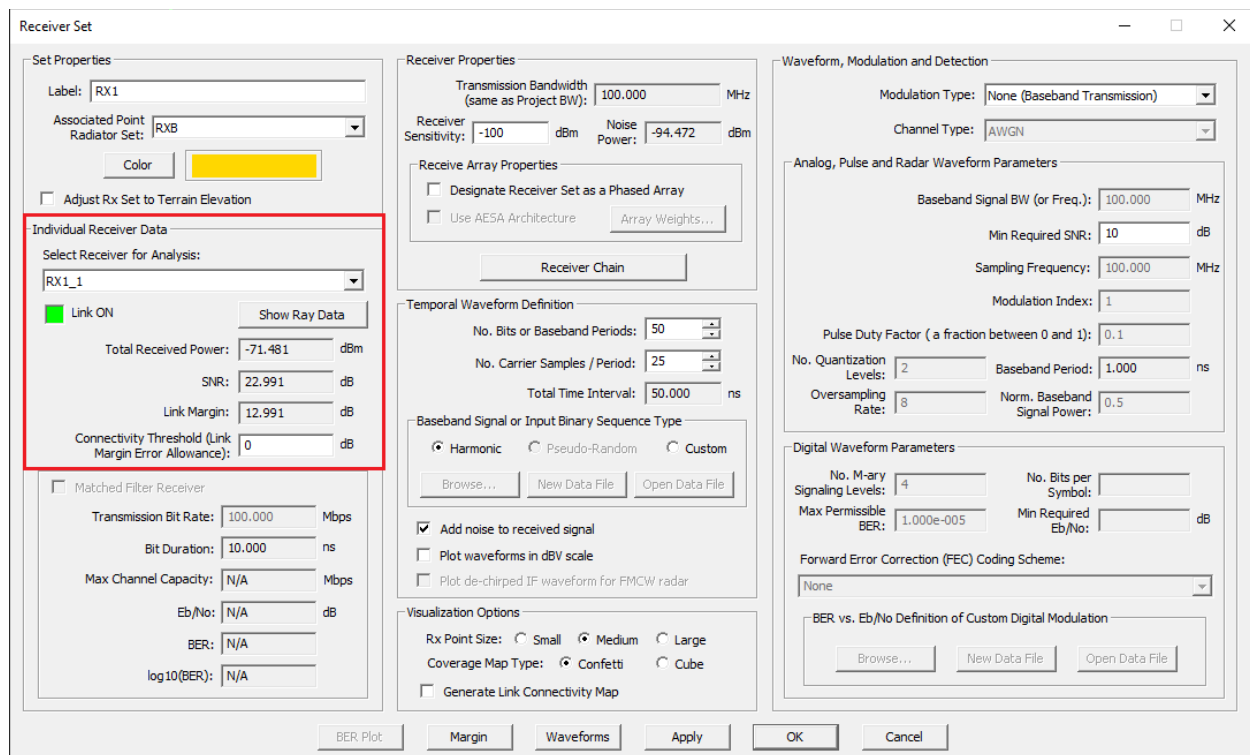 Receiver Set
Set Properties
Label: RX1
Associated Point
Radiator Set: RXB
Color
Adjust Rx Set to Terrain Elevation
Individual Receiver Data
Select Receiver for Analysis:
RX1_1
Link ON
Show Ray Data
Total Received Power: -71.481 dBm
SNR: 22.991 dB
Link Margin: 12.991 dB
Connectivity Threshold (Link
Margin Error Allowance): 0 dB
Matched Filter Receiver
Transmission Bit Rate: 100.000 Mbps
Bit Duration: 10.000 ns
Max Channel Capacity: N/A Mbps
Eb/No: N/A dB
BER: N/A
log10(BER): N/A
Receiver Properties
Transmission Bandwidth
(same as Project BW): 100.000 MHz
Receiver
Sensitivity: -100 dBm
Noise
Power: -94.472 dBm
Receive Array Properties
Designate Receiver Set as a Phased Array
Use AESA Architecture
Array Weights...
Receiver Chain
Temporal Waveform Definition
No. Bits or Baseband Periods: 50
No. Carrier Samples / Period: 25
Total Time Interval: 50.000 ns
Baseband Signal or Input Binary Sequence Type
Harmonic Pseudo-Random Custom
Browse... New Data File Open Data File
Add noise to received signal
Plot waveforms in dBV scale
Plot de-chirped IF waveform for FMCW radar
Visualization Options
Rx Point Size: Small Medium Large
Coverage Map Type: Confetti Cube
Generate Link Connectivity Map
Waveform, Modulation and Detection
Modulation Type: None (Baseband Transmission)
Channel Type: AWGN
Analog, Pulse and Radar Waveform Parameters
Baseband Signal BW (or Freq.): 100.000 MHz
Min Required SNR: 10 dB
Sampling Frequency: 100.000 MHz
Modulation Index: 1
Pulse Duty Factor ( a fraction between 0 and 1): 0.1
No. Quantization
Levels: 2
Baseband Period: 1.000 ns
Oversampling
Rate: 8
Norm. Baseband
Signal Power: 0.5
Digital Waveform Parameters
No. M-ary
Signaling Levels: 4
No. Bits per
Symbol:
Max Permissible
BER: 1.000e-005
Min Required
Eb/No: dB
Forward Error Correction (FEC) Coding Scheme:
None
BER vs. Eb/No Definition of Custom Digital Modulation
Browse... New Data File Open Data File
BER Plot Margin Waveforms Apply OK Cancel